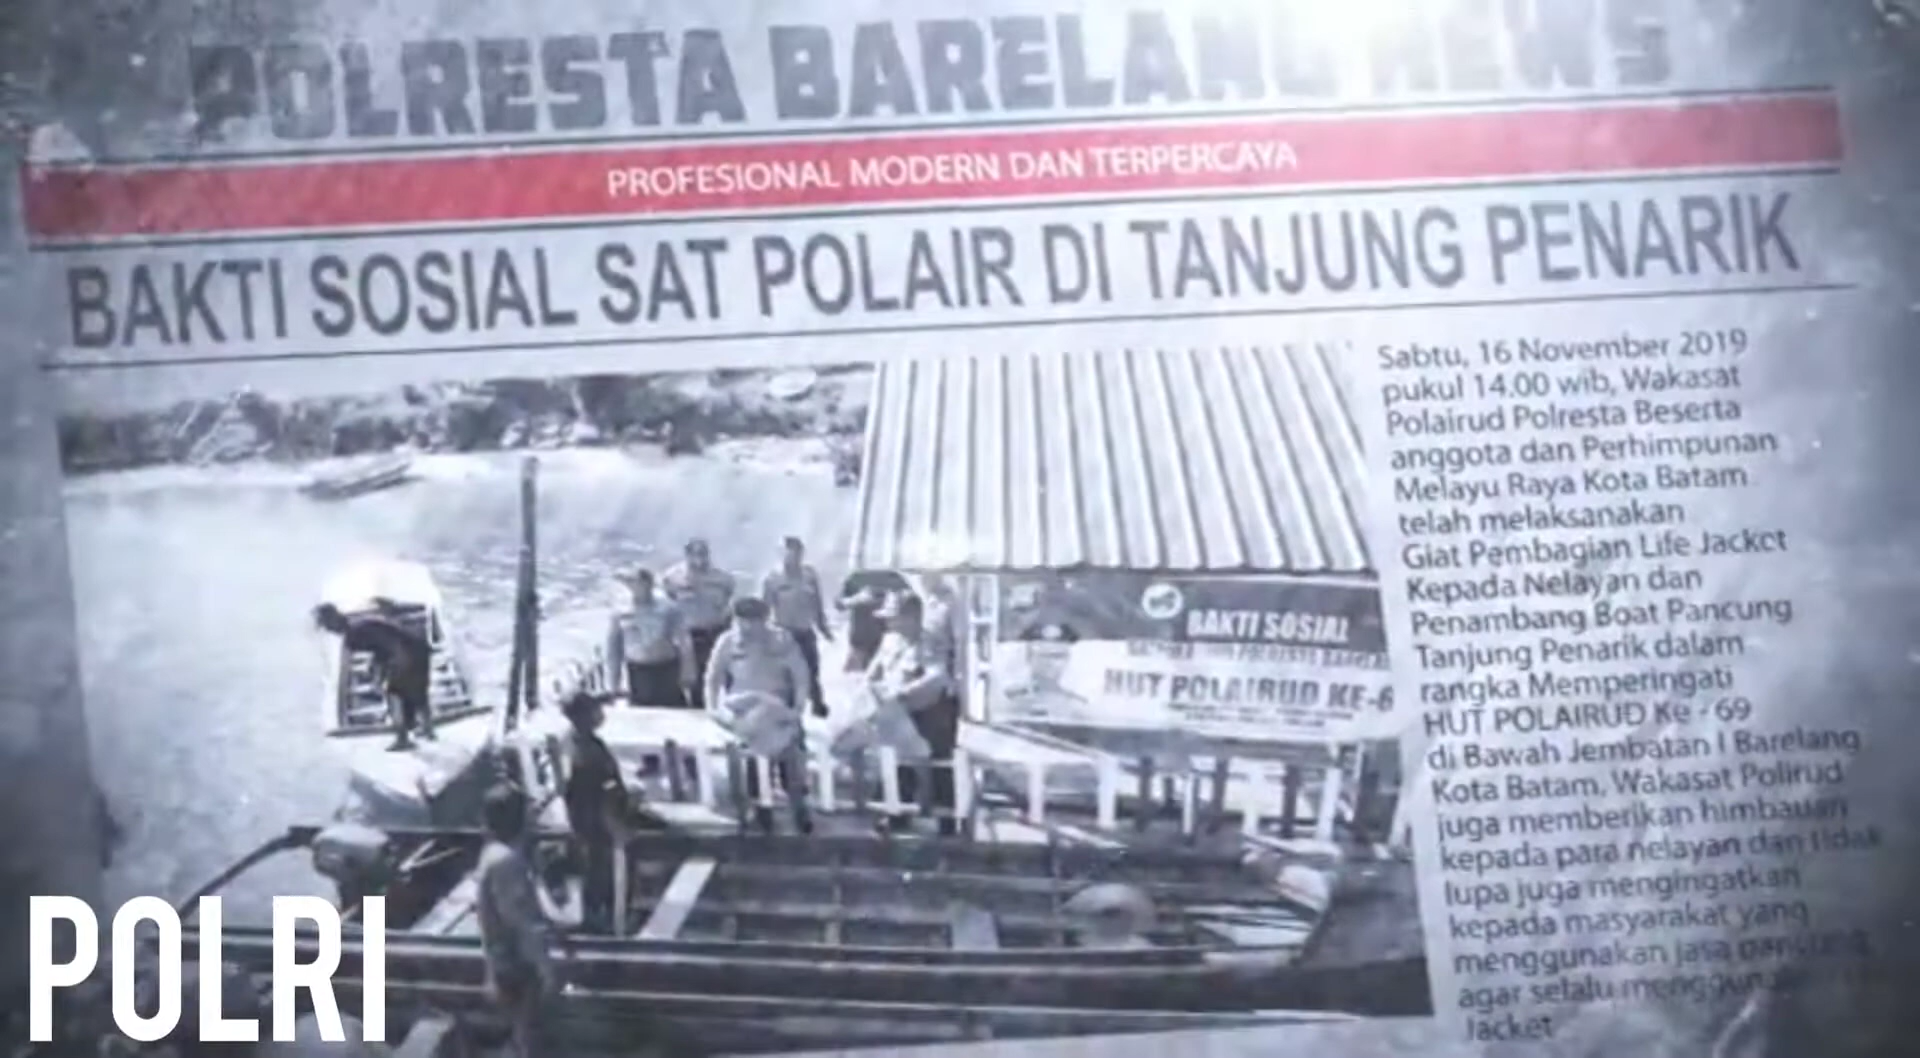 POLRESTA BARELANG NEWS
PROFESIONAL MODERN DAN TERPERCAYA
BAKTI SOSIAL SAT POLAIR DI TANJUNG PENARIK
Sabtu, 16 November 2019
pukul 14.00 wib, Wakasat
Polairud Polresta Beserta
anggota dan Perhimpunan
Melayu Raya Kota Batam
telah melaksanakan
Giat Pembagian Life Jacket
Kepada Nelayan dan
Penambang Boat Pancung
Tanjung Penarik dalam
rangka Memperingati
HUT POLAIRUD Ke - 69
di Bawah Jembatan I Barelang
Kota Batam, Wakasat Polirud
juga memberikan himbauan
kepada para nelayan dan tidak
lupa juga mengingatkan
kepada masyarakat yang
menggunakan jasa pancung
agar selalu
Jacket
BAKTI SOSIAL
HUT POLAIRUD KE-6
POLRI